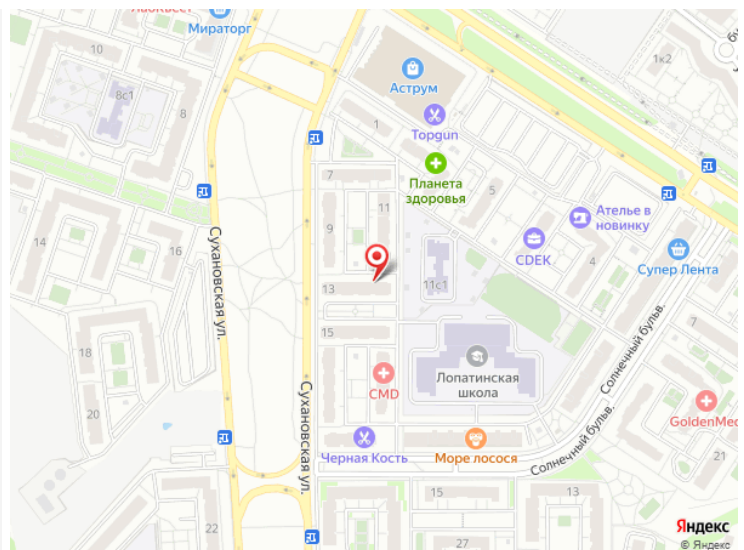 ЛабКвест
Мираторг
10
8с1
8
Аструм
Topgun
1
1к2
Планета
здоровья
7
11
5
Ателье в
новинку
9
16
14
CDEK
4
Супер Лента
Сухановская ул.
13
11с1
15
7
18
Лопатинская
школа
Солнечный бульв.
CMD
20
Сухановская ул.
GoldenMed
Черная Кость
Море лосося
Солнечный бульв.
21
15
13
22
27
Яндекс
© Яндекс